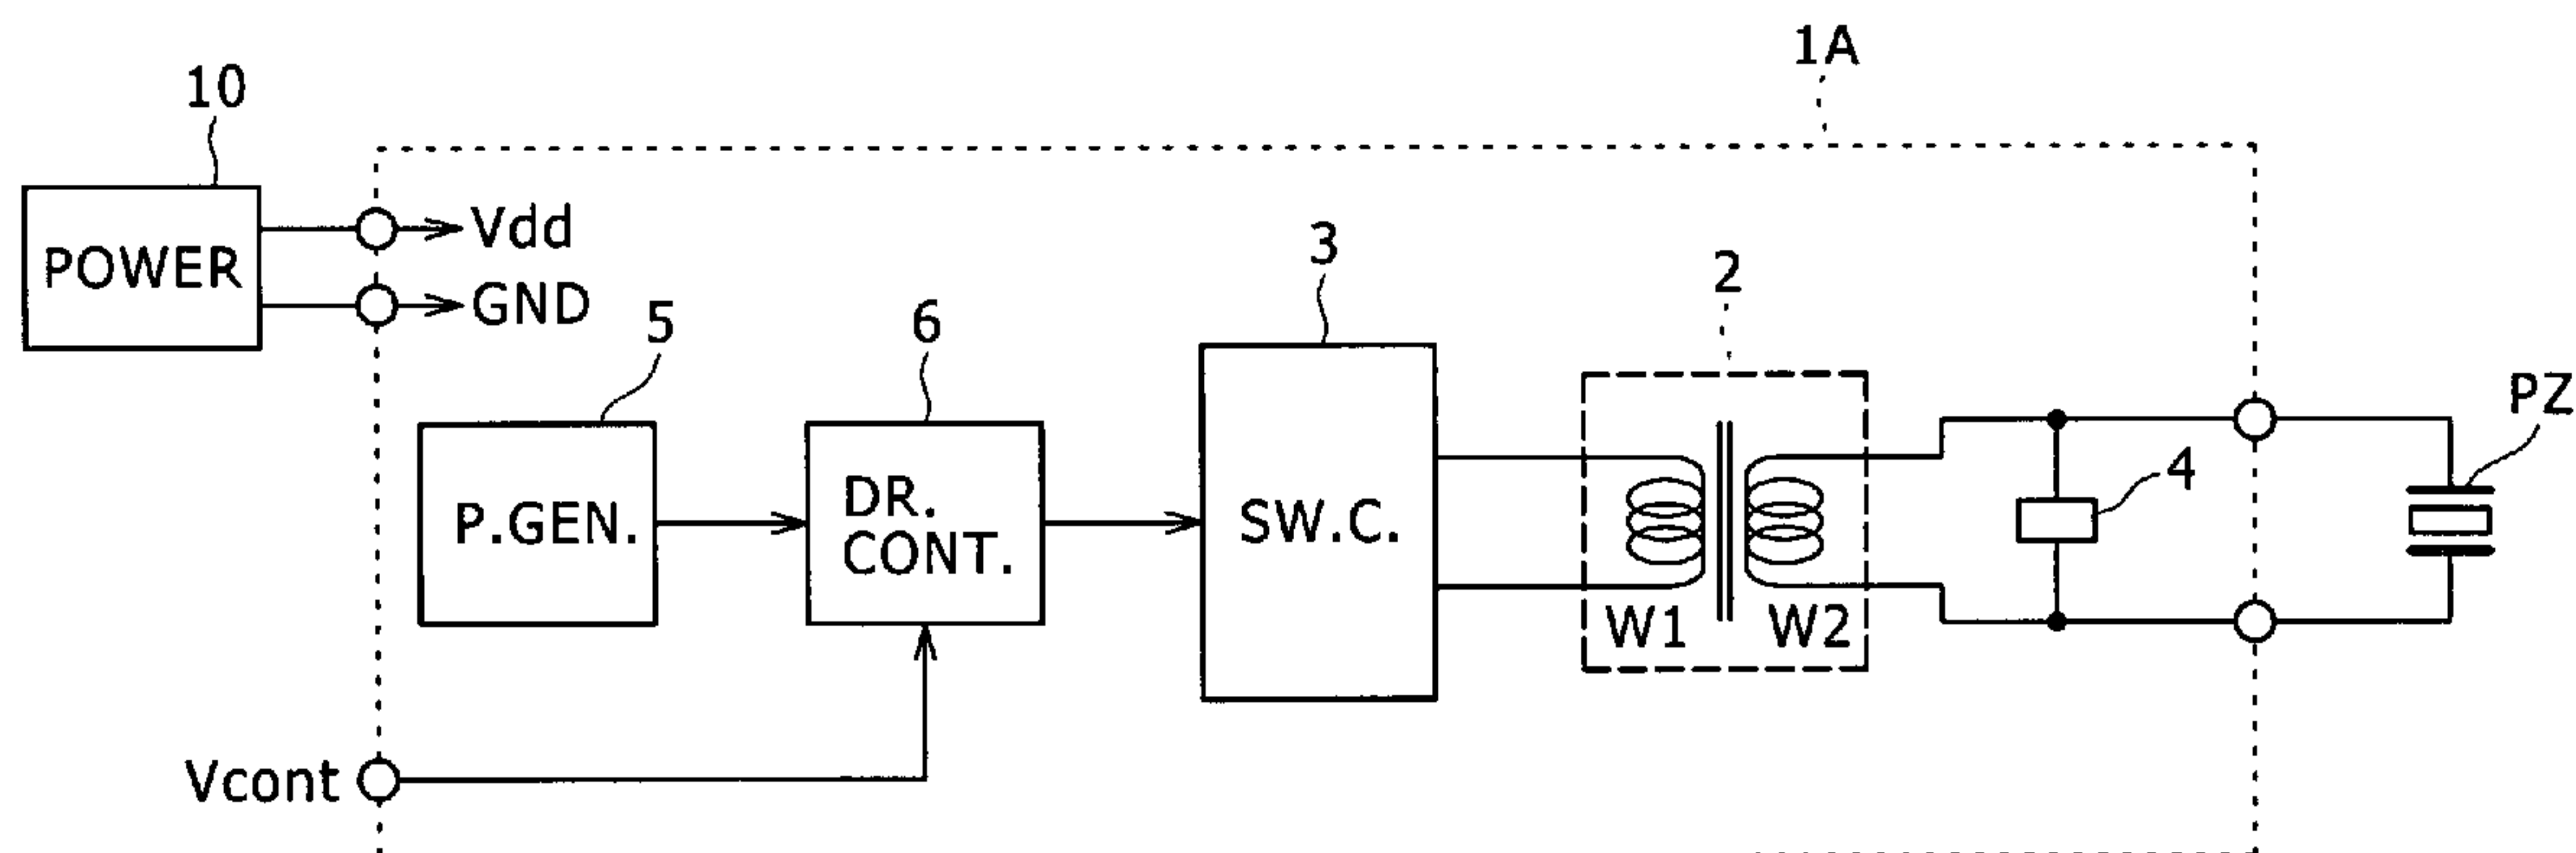 1A
10
Vdd
POWER
GND
3
2
5
6
PZ
4
P.GEN.
DR.
CONT.
SW.C.
W1
W2
Vcont